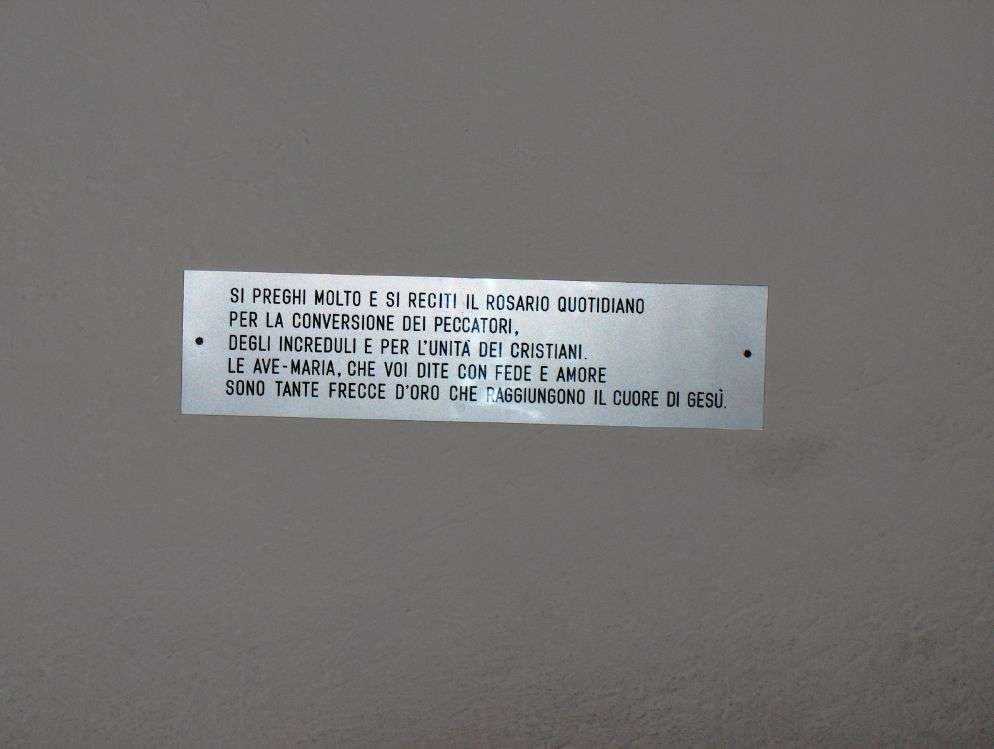 SI PREGHI MOLTO E SI RECITI IL ROSARIO QUOTIDIANO
PER LA CONVERSIONE DEI PECCATORI,
DEGLI INCREDULI E PER L'UNITÀ DEI CRISTIANI.
LE AVE-MARIA, CHE VOI DITE CON FEDE E AMORE
SONO TANTE FRECCE D'ORO CHE RAGGIUNGONO IL CUORE DI GESÙ.